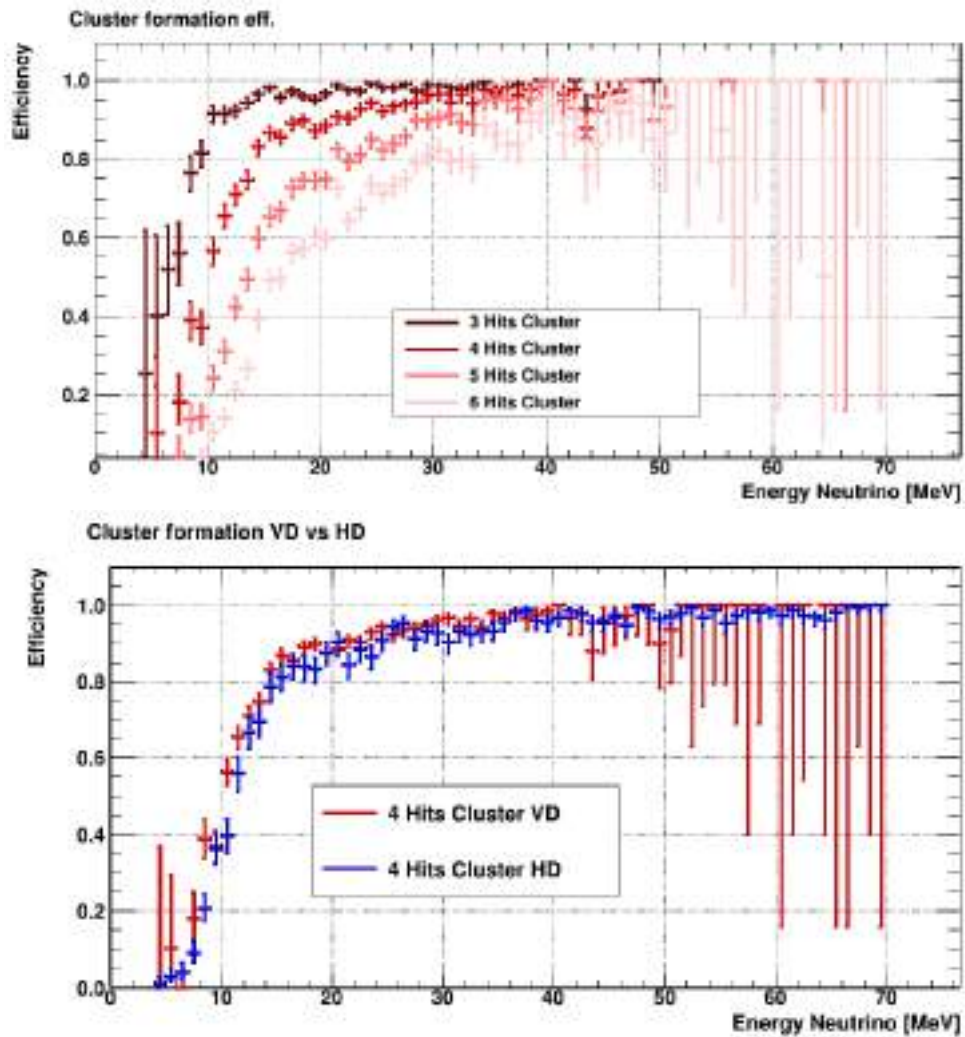 Cluster formation eff.
Efficiency
1.0
0.8
0.6
0.4
0.2
3 Hits Cluster
4 Hits Cluster
5 Hits Cluster
6 Hits Cluster
0 10 20 30 40 50 60 70
Energy Neutrino [MeV]
Cluster formation VD vs HD
Efficiency
1.0
0.8
0.6
0.4
0.2
0.0
4 Hits Cluster VD
4 Hits Cluster HD
0 10 20 30 40 50 60 70
Energy Neutrino [MeV]